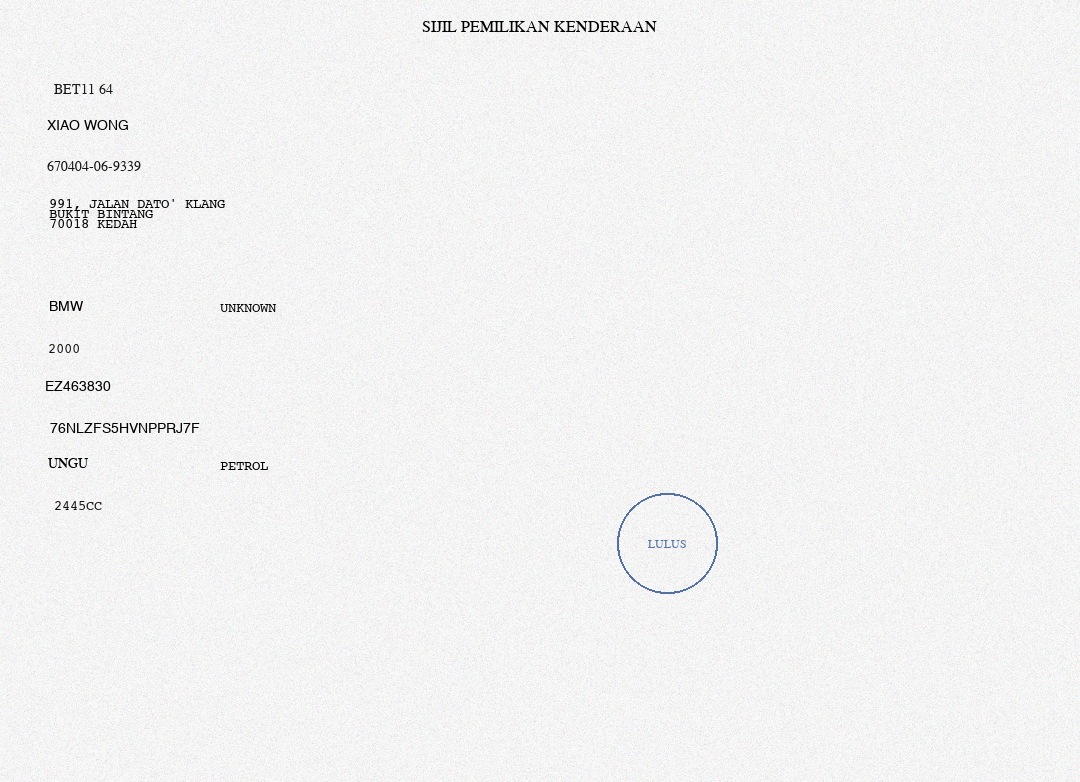 SIJIL PEMILIKAN KENDERAAN
BET11 64
XIAO WONG
670404-06-9339
991, JALAN DATO' KLANG
BUKIT BINTANG
70018 KEDAH
BMW UNKNOWN
2000
EZ463830
76NLZFS5HVNPPRJ7F
UNGU PETROL
2445CC
LULUS